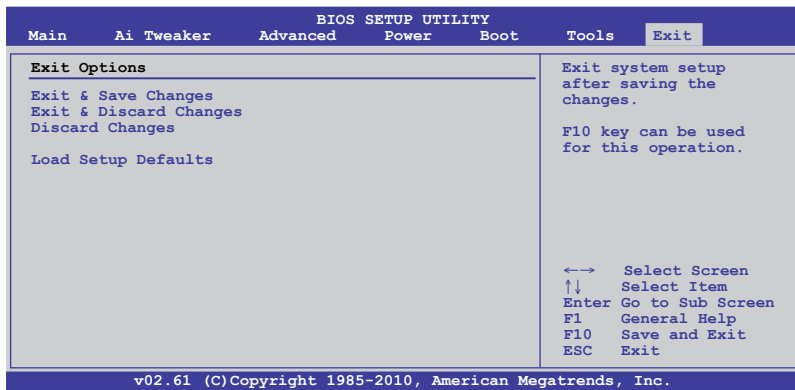 BIOS SETUP UTILITY
Main Ai Tweaker Advanced Power Boot Tools Exit
Exit Options
Exit & Save Changes
Exit & Discard Changes
Discard Changes
Load Setup Defaults
Exit system setup
after saving the
changes.
F10 key can be used
for this operation.
←→ Select Screen
↑↓ Select Item
Enter Go to Sub Screen
F1 General Help
F10 Save and Exit
ESC Exit
v02.61 (C)Copyright 1985-2010, American Megatrends, Inc.